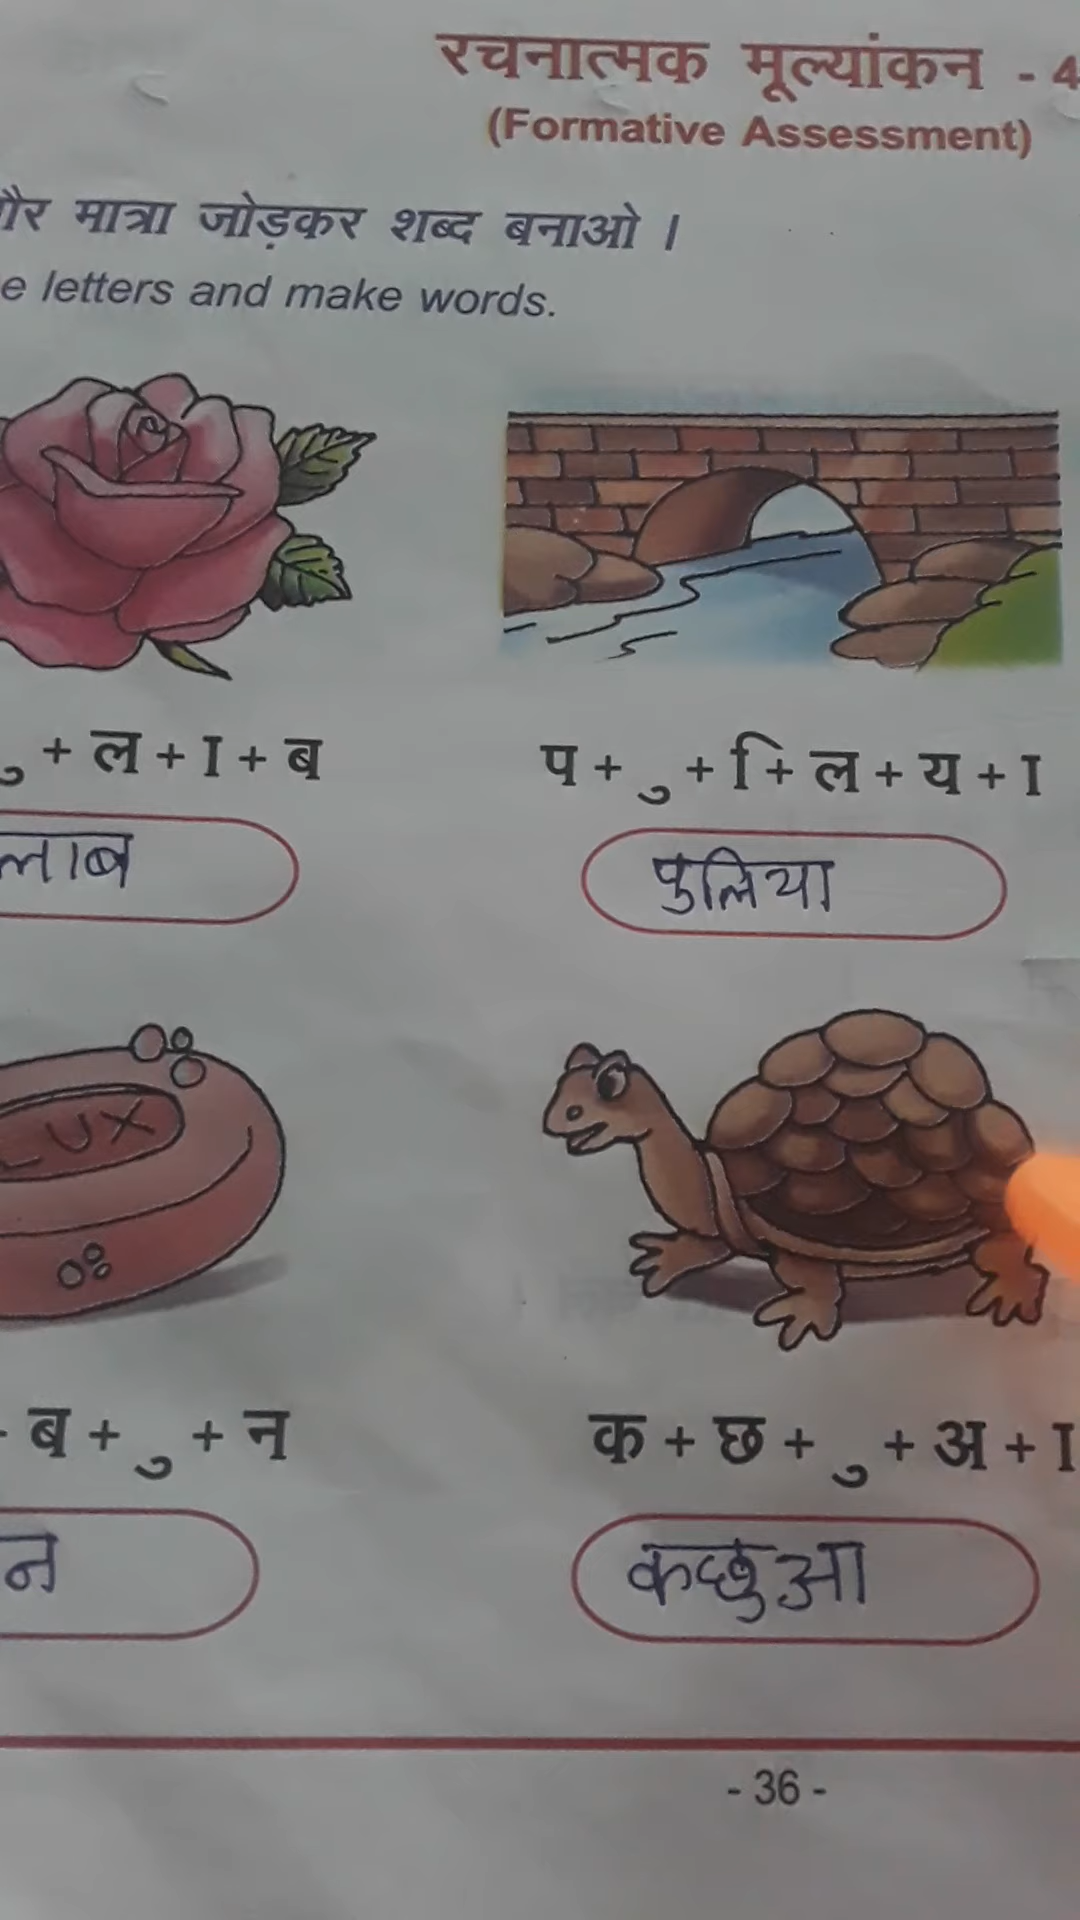 रचनात्मक मूल्यांकन - 4
(Formative Assessment)
मात्रा जोड़कर शब्द बनाओ ।
letters and make words.
ु + ल + ा + ब
प + ु + ि + ल + य + ा
लाब
पुलिया
LUX
ब + ु + न
क + छ + ु + अ + ा
न
कछुआ
- 36 -